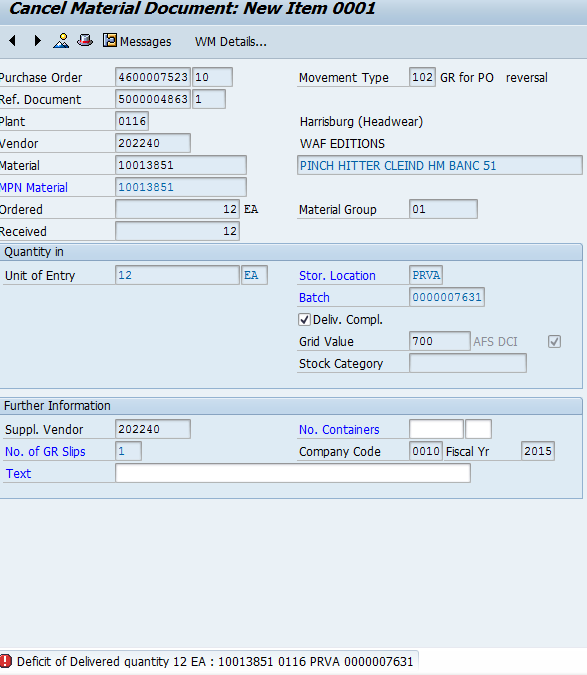 Cancel Material Document: New Item 0001
Messages WM Details...
Purchase Order 4600007523 10 Movement Type 102 GR for PO reversal
Ref. Document 5000004863 1
Plant 0116 Harrisburg (Headwear)
Vendor 202240 WAF EDITIONS
Material 10013851 PINCH HITTER CLEIND HM BANC 51
MPN Material 10013851
Ordered 12 EA Material Group 01
Received 12
Quantity in
Unit of Entry 12 EA Stor. Location PRVA
Batch 0000007631
Deliv. Compl.
Grid Value 700 AFS DCI
Stock Category
Further Information
Suppl. Vendor 202240 No. Containers
No. of GR Slips 1 Company Code 0010 Fiscal Yr 2015
Text
Deficit of Delivered quantity 12 EA : 10013851 0116 PRVA 0000007631